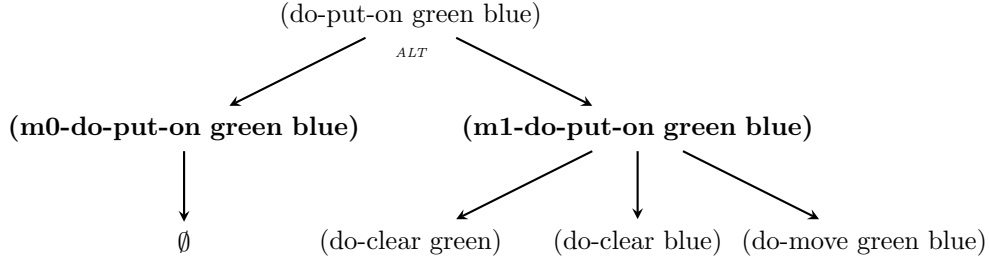 (do-put-on green blue)
ALT
(m0-do-put-on green blue) (m1-do-put-on green blue)
∅ (do-clear green) (do-clear blue) (do-move green blue)